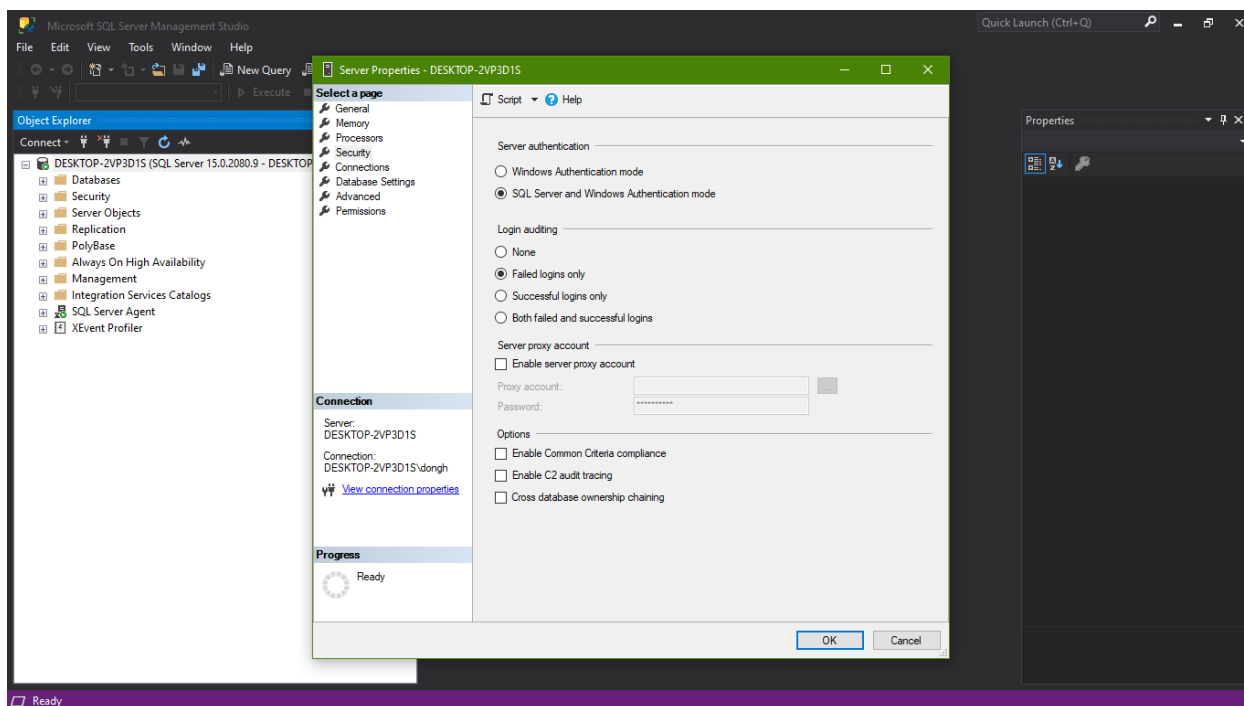 Microsoft SQL Server Management Studio
Quick Launch (Ctrl+Q)
File Edit View Tools Window Help
New Query
Execute
Object Explorer
Connect
DESKTOP-2VP3D1S (SQL Server 15.0.2080.9 - DESKTOP
Databases
Security
Server Objects
Replication
PolyBase
Always On High Availability
Management
Integration Services Catalogs
SQL Server Agent
XEvent Profiler
Server Properties - DESKTOP-2VP3D1S
Select a page
General
Memory
Processors
Security
Connections
Database Settings
Advanced
Permissions
Connection
Server:
DESKTOP-2VP3D1S
Connection:
DESKTOP-2VP3D1S\dongh
View connection properties
Progress
Ready
Script Help
Server authentication
Windows Authentication mode
SQL Server and Windows Authentication mode
Login auditing
None
Failed logins only
Successful logins only
Both failed and successful logins
Server proxy account
Enable server proxy account
Proxy account:
...
Password: **********
Options
Enable Common Criteria compliance
Enable C2 audit tracing
Cross database ownership chaining
OK Cancel
Properties
Ready